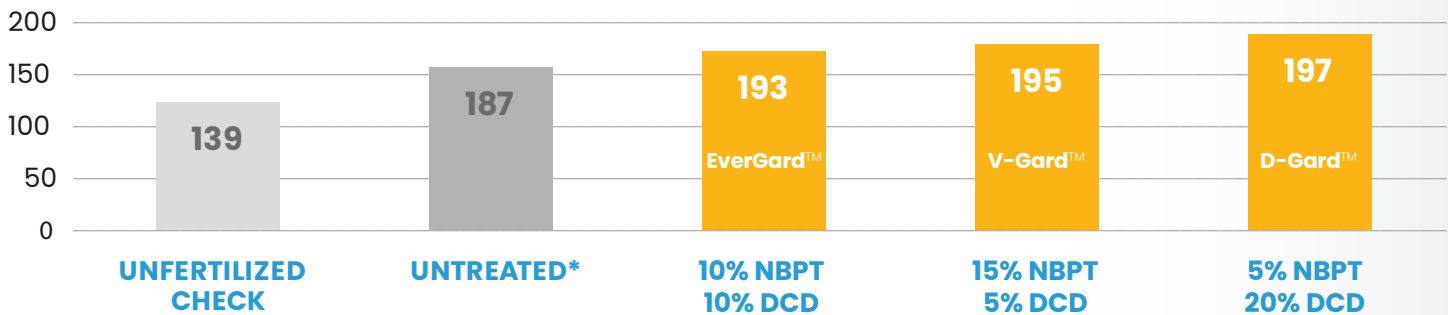 200
150
100
50
0
139
187
193
195
197
EverGard™
V-Gard™
D-Gard™
UNFERTILIZED
CHECK
UNTREATED*
10% NBPT
10% DCD
15% NBPT
5% DCD
5% NBPT
20% DCD